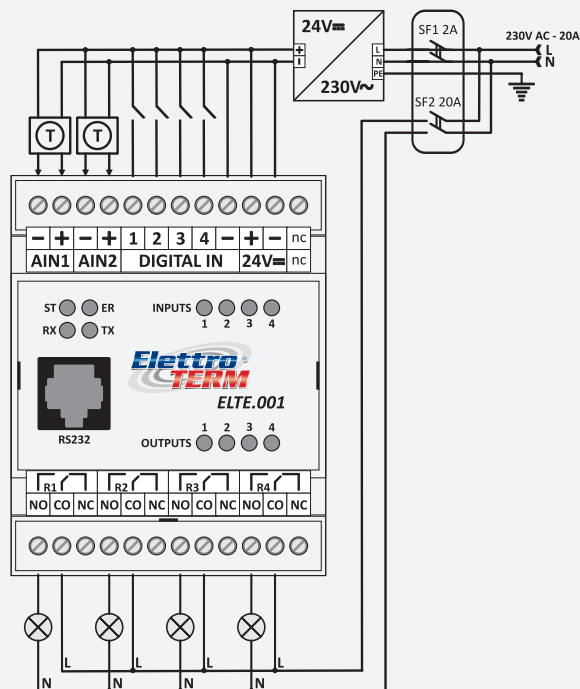 24V⎓
SF1 2A
230V AC - 20A
+
L
L
−
N
N
PE
230V~
SF2 20A
T
T
− + − + 1 2 3 4 − + − nc
AIN1 AIN2 DIGITAL IN 24V⎓ nc
ST ER
INPUTS
1 2 3 4
RX TX
Elettro
TERM
ELTE.001
RS232
1 2 3 4
OUTPUTS
R1 R2 R3 R4
NO CO NC NO CO NC NO CO NC NO CO NC
L L L L
N N N N